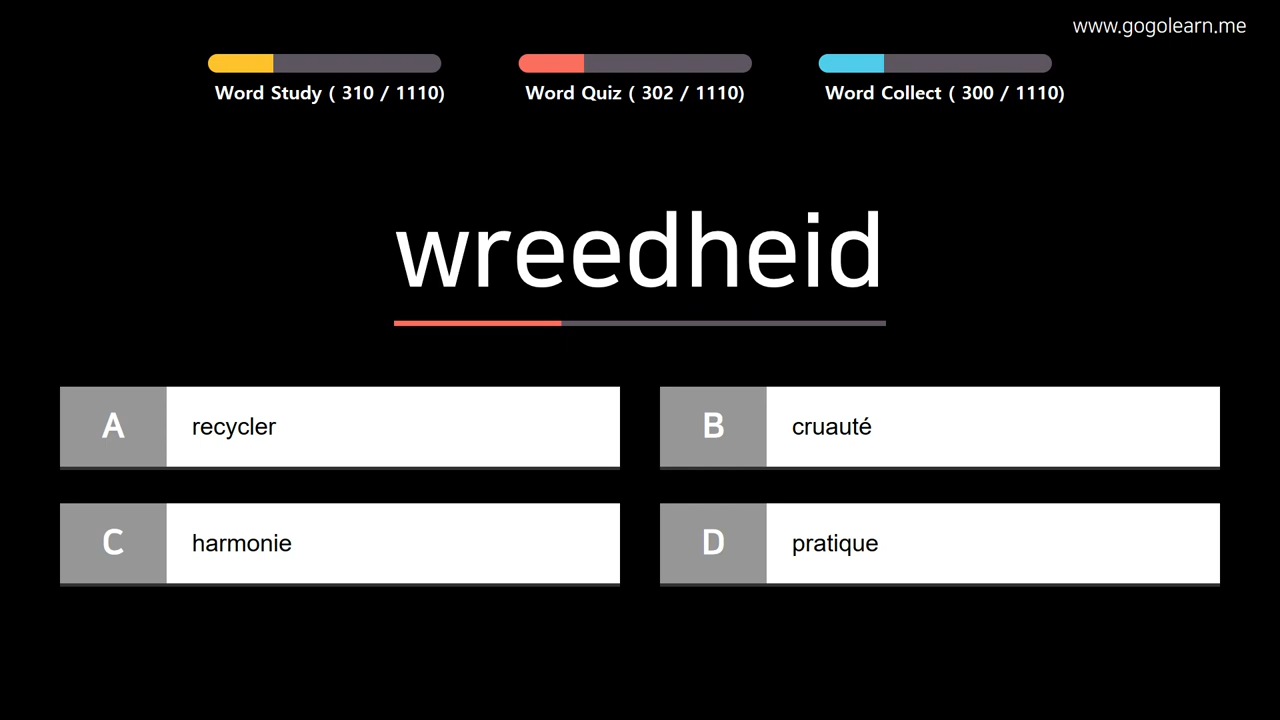 www.gogolearn.me
Word Study ( 310 / 1110)
Word Quiz ( 302 / 1110)
Word Collect ( 300 / 1110)
wreedheid
A recycler
B cruauté
C harmonie
D pratique